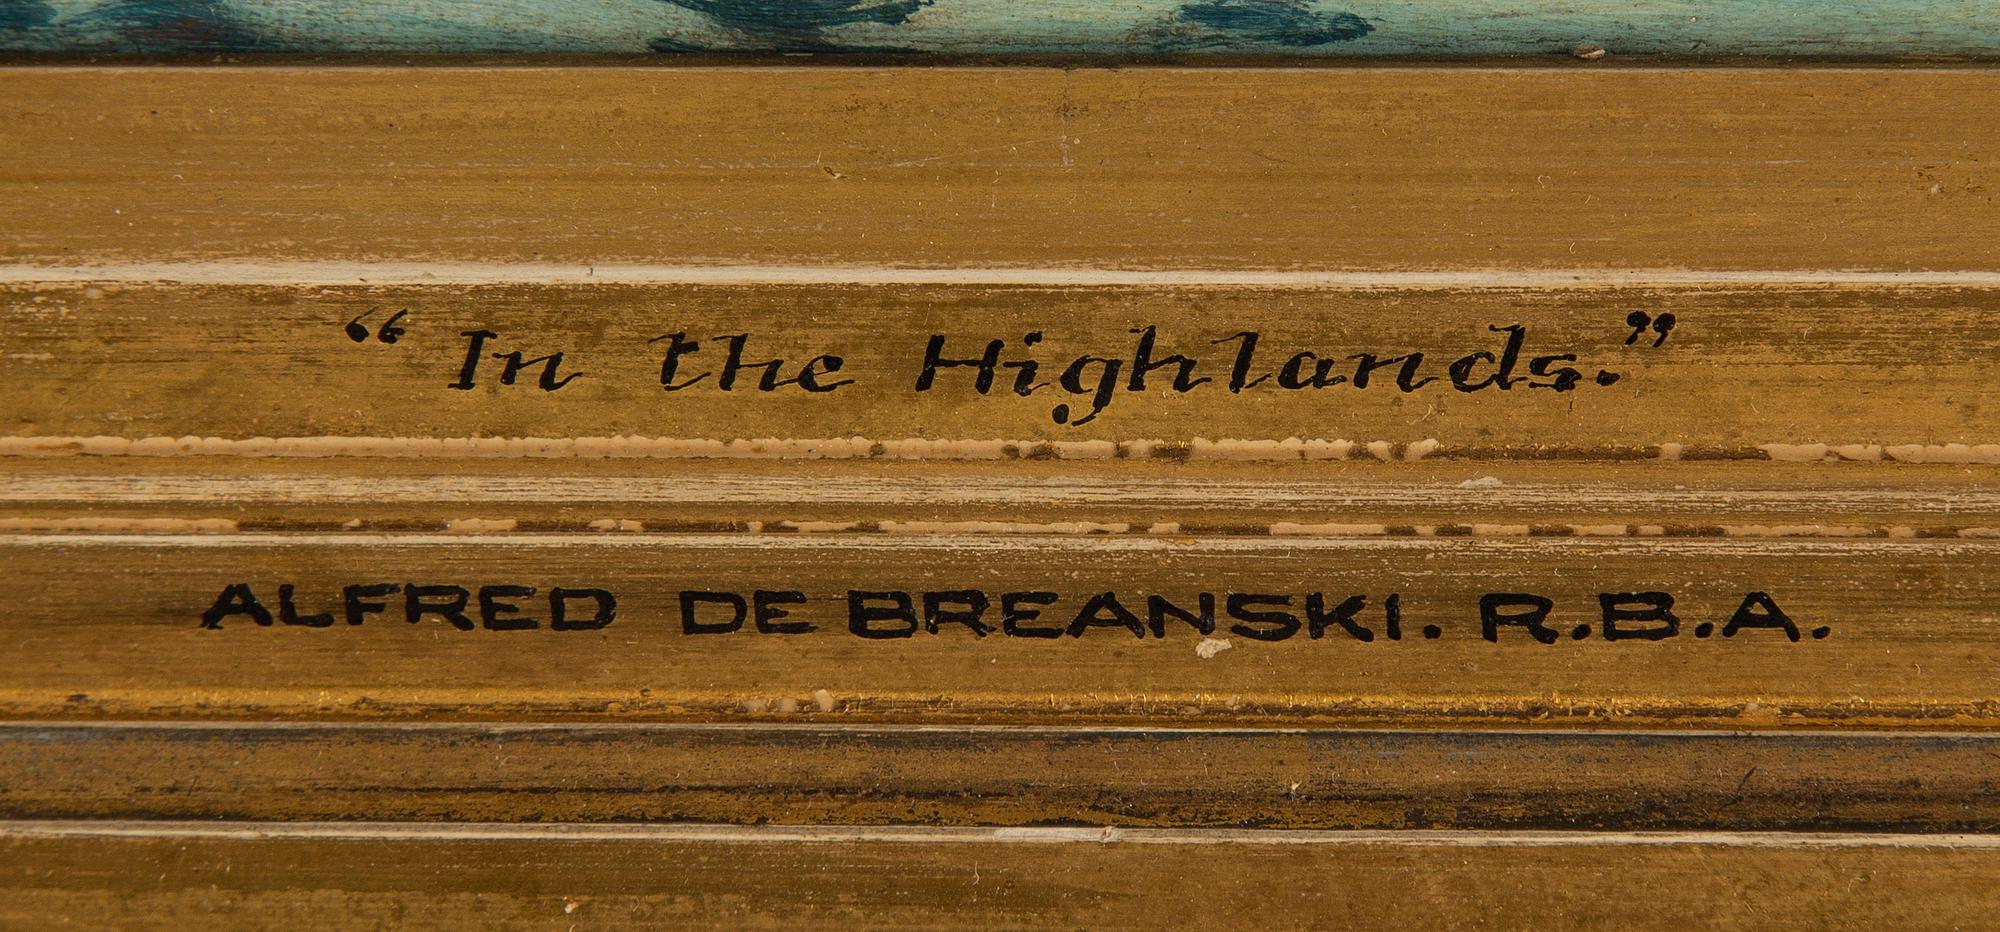 “In the Highlands.”
ALFRED DE BREANSKI. R.B.A.